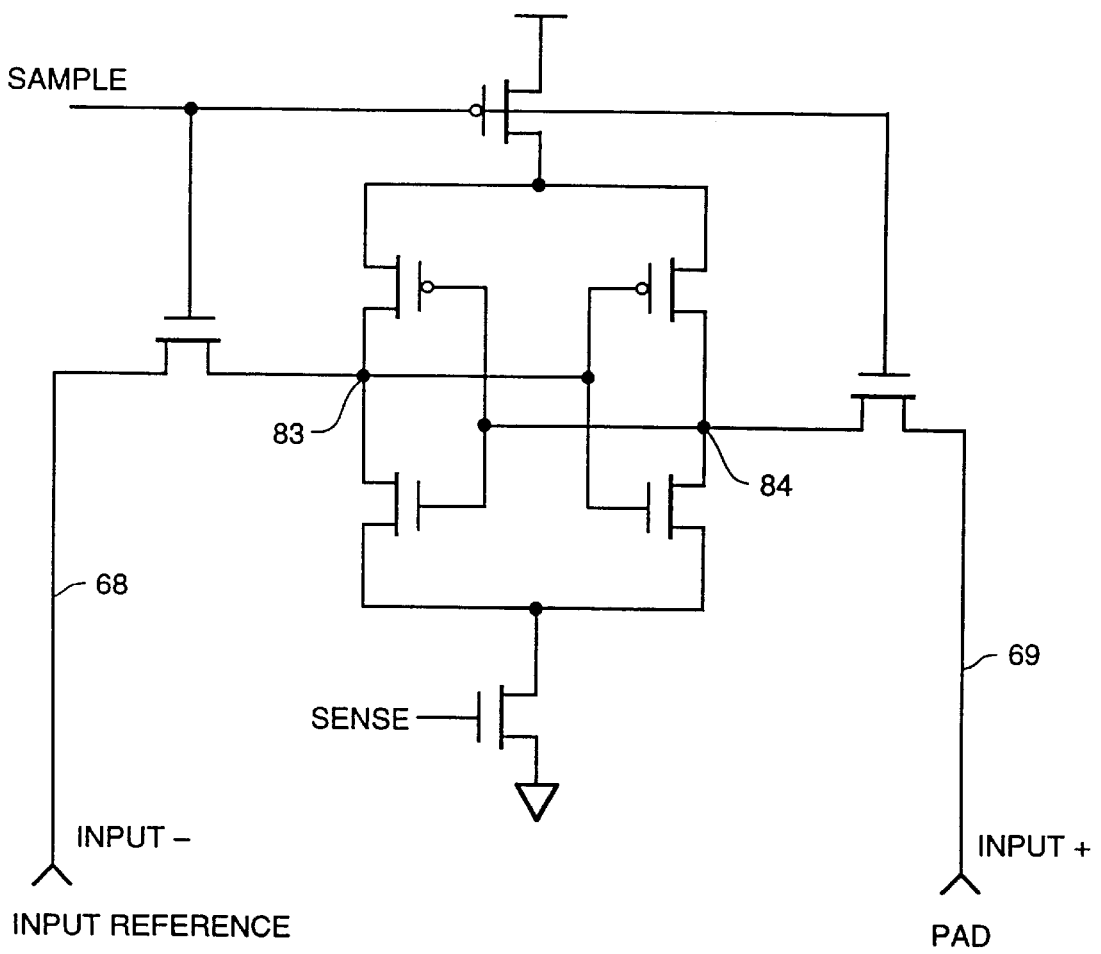 SAMPLE
83
84
68
69
SENSE
INPUT –
INPUT +
INPUT REFERENCE
PAD